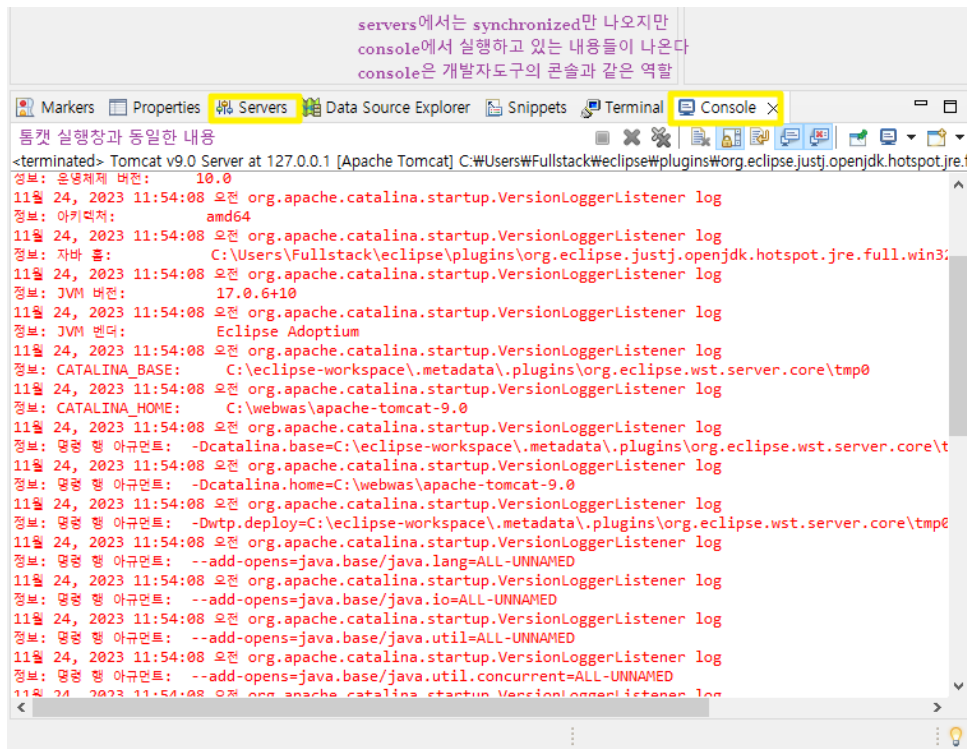 servers에서는 synchronized만 나오지만
console에서 실행하고 있는 내용들이 나온다
console은 개발자도구의 콘솔과 같은 역할
Markers Properties Servers Data Source Explorer Snippets Terminal Console
톰캣 실행창과 동일한 내용
<terminated> Tomcat v9.0 Server at 127.0.0.1 [Apache Tomcat] C:₩Users₩Fullstack₩eclipse₩plugins₩org.eclipse.justj.openjdk.hotspot.jre.f
정보: 운영체제 버전: 10.0
11월 24, 2023 11:54:08 오전 org.apache.catalina.startup.VersionLoggerListener log
정보: 아키텍처: amd64
11월 24, 2023 11:54:08 오전 org.apache.catalina.startup.VersionLoggerListener log
정보: 자바 홈: C:\Users\Fullstack\eclipse\plugins\org.eclipse.justj.openjdk.hotspot.jre.full.win32
11월 24, 2023 11:54:08 오전 org.apache.catalina.startup.VersionLoggerListener log
정보: JVM 버전: 17.0.6+10
11월 24, 2023 11:54:08 오전 org.apache.catalina.startup.VersionLoggerListener log
정보: JVM 벤더: Eclipse Adoptium
11월 24, 2023 11:54:08 오전 org.apache.catalina.startup.VersionLoggerListener log
정보: CATALINA_BASE: C:\eclipse-workspace\.metadata\.plugins\org.eclipse.wst.server.core\tmp0
11월 24, 2023 11:54:08 오전 org.apache.catalina.startup.VersionLoggerListener log
정보: CATALINA_HOME: C:\webwas\apache-tomcat-9.0
11월 24, 2023 11:54:08 오전 org.apache.catalina.startup.VersionLoggerListener log
정보: 명령 행 아규먼트: -Dcatalina.base=C:\eclipse-workspace\.metadata\.plugins\org.eclipse.wst.server.core\t
11월 24, 2023 11:54:08 오전 org.apache.catalina.startup.VersionLoggerListener log
정보: 명령 행 아규먼트: -Dcatalina.home=C:\webwas\apache-tomcat-9.0
11월 24, 2023 11:54:08 오전 org.apache.catalina.startup.VersionLoggerListener log
정보: 명령 행 아규먼트: -Dwtp.deploy=C:\eclipse-workspace\.metadata\.plugins\org.eclipse.wst.server.core\tmp0
11월 24, 2023 11:54:08 오전 org.apache.catalina.startup.VersionLoggerListener log
정보: 명령 행 아규먼트: --add-opens=java.base/java.lang=ALL-UNNAMED
11월 24, 2023 11:54:08 오전 org.apache.catalina.startup.VersionLoggerListener log
정보: 명령 행 아규먼트: --add-opens=java.base/java.io=ALL-UNNAMED
11월 24, 2023 11:54:08 오전 org.apache.catalina.startup.VersionLoggerListener log
정보: 명령 행 아규먼트: --add-opens=java.base/java.util=ALL-UNNAMED
11월 24, 2023 11:54:08 오전 org.apache.catalina.startup.VersionLoggerListener log
정보: 명령 행 아규먼트: --add-opens=java.base/java.util.concurrent=ALL-UNNAMED
11월 24, 2023 11:54:08 오전 org.apache.catalina.startup.VersionLoggerListener log